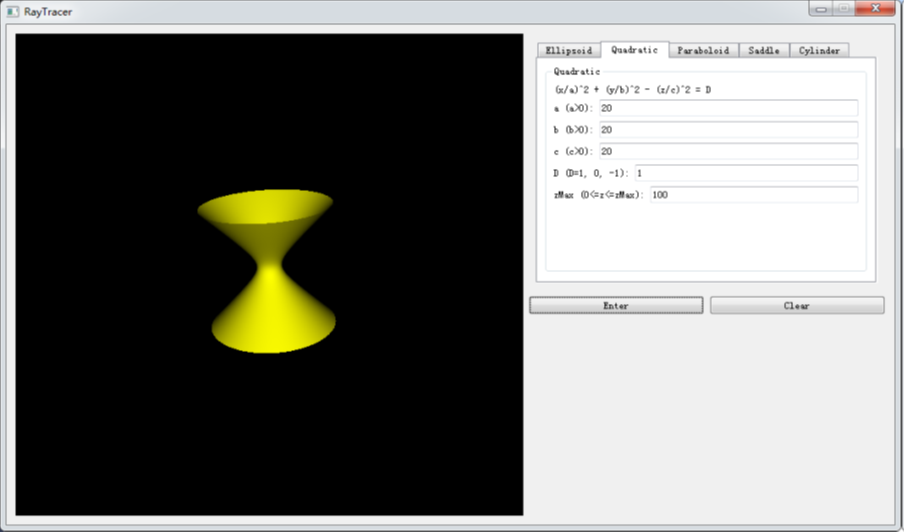 RayTracer
Ellipsoid Quadratic Paraboloid Saddle Cylinder
Quadratic
(x/a)^2 + (y/b)^2 - (z/c)^2 = D
a (a>0): 20
b (b>0): 20
c (c>0): 20
D (D=1, 0, -1): 1
zMax (0<=z<=zMax): 100
Enter Clear